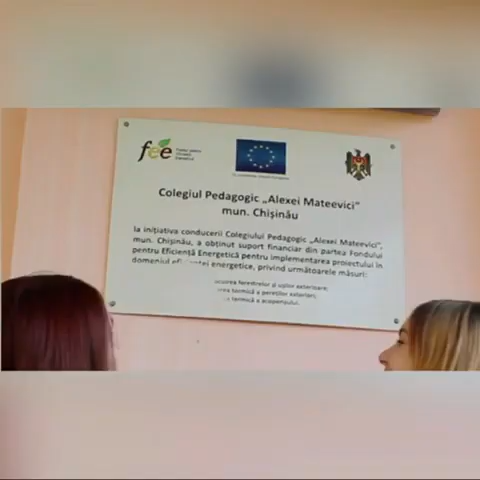 fee
Colegiul Pedagogic „Alexei Mateevici”
mun. Chișinău
la inițiativa conducerii Colegiului Pedagogic „Alexei Mateevici”,
mun. Chișinău, a obținut suport financiar din partea Fondului
pentru Eficiență Energetică pentru implementarea proiectului în
domeniul energetice, privind următoarele măsuri:
ferestrelor și ușilor exterioare;
termică a pereților exteriori;
termică a acoperișului.